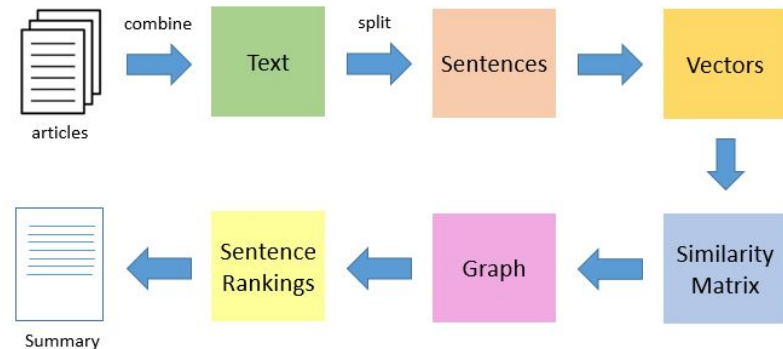 combine
split
Text
Sentences
Vectors
articles
Similarity
Matrix
Graph
Sentence
Rankings
Summary